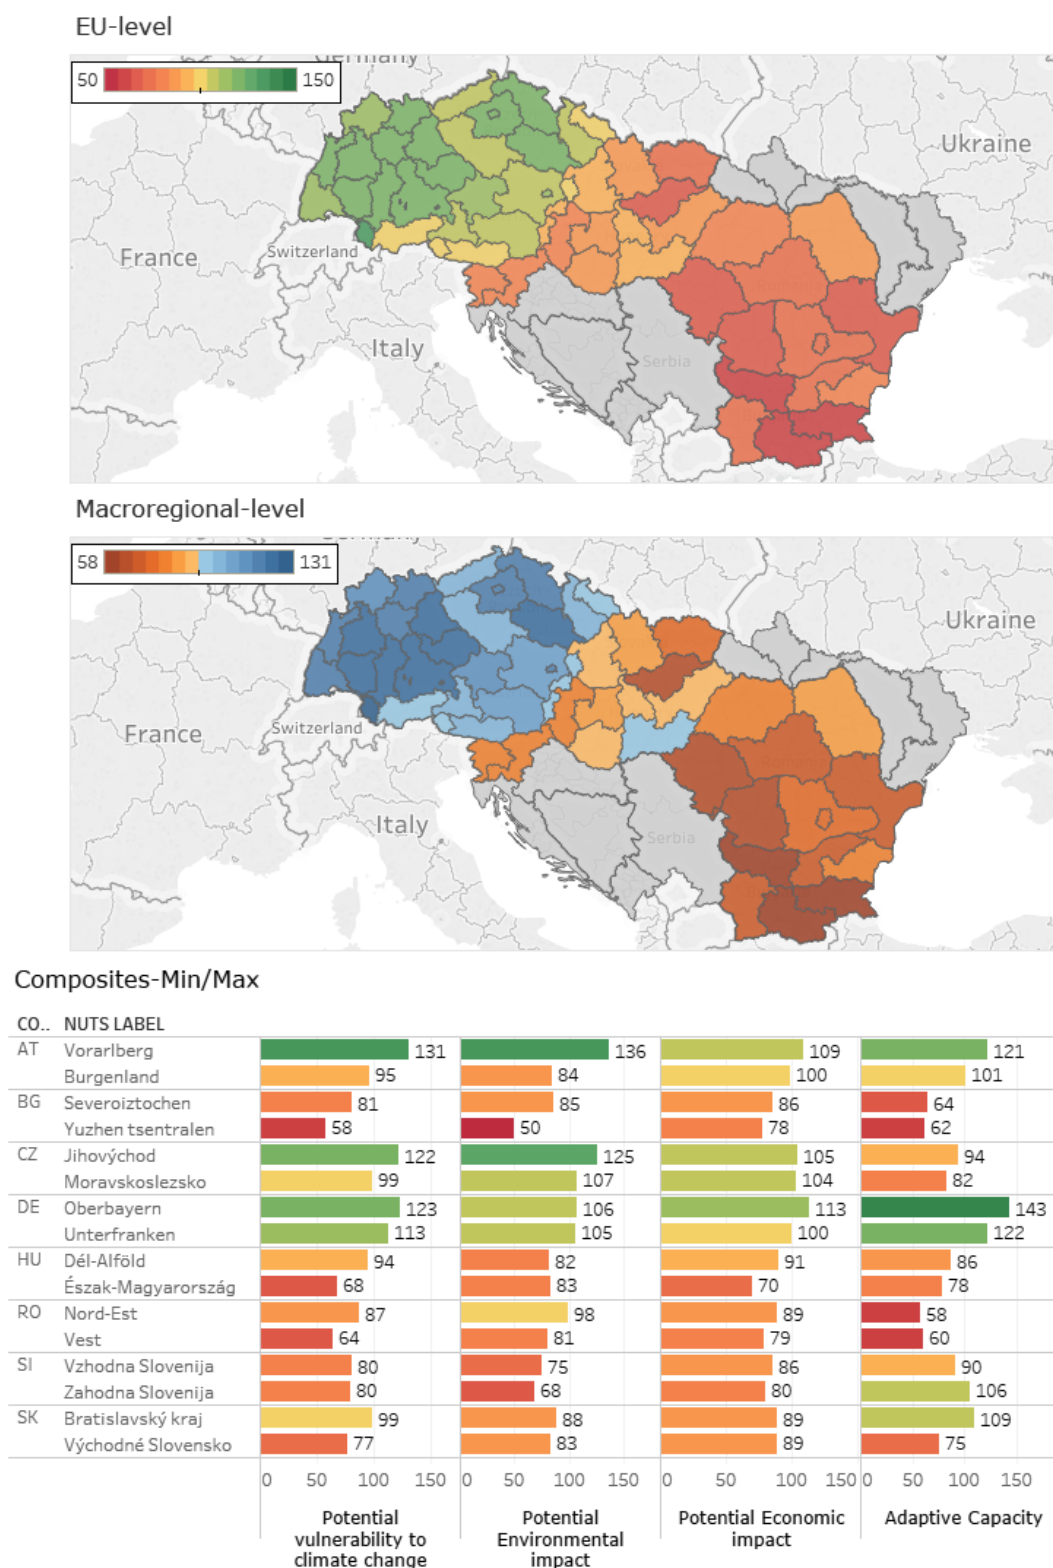 EU-level
Germany
50 150
Ukraine
France
Switzerland
Italy
Romania
Serbia
Macroregional-level
58 131
Ukraine
France
Switzerland
Italy
Romania
Serbia
Composites-Min/Max
CO.. NUTS LABEL
AT Vorarlberg 131 136 109 121
Burgenland 95 84 100 101
BG Severoiztochen 81 85 86 64
Yuzhen tsentralen 58 50 78 62
CZ Jihovýchod 122 125 105 94
Moravskoslezsko 99 107 104 82
DE Oberbayern 123 106 113 143
Unterfranken 113 105 100 122
HU Dél-Alföld 94 82 91 86
Észak-Magyarország 68 83 70 78
RO Nord-Est 87 98 89 58
Vest 64 81 79 60
SI Vzhodna Slovenija 80 75 86 90
Zahodna Slovenija 80 68 80 106
SK Bratislavský kraj 99 88 89 109
Východné Slovensko 77 83 89 75
0 50 100 150 0 50 100 150 0 50 100 150 0 50 100 150
Potential Potential Potential Economic Adaptive Capacity
vulnerability to Environmental impact
climate change impact